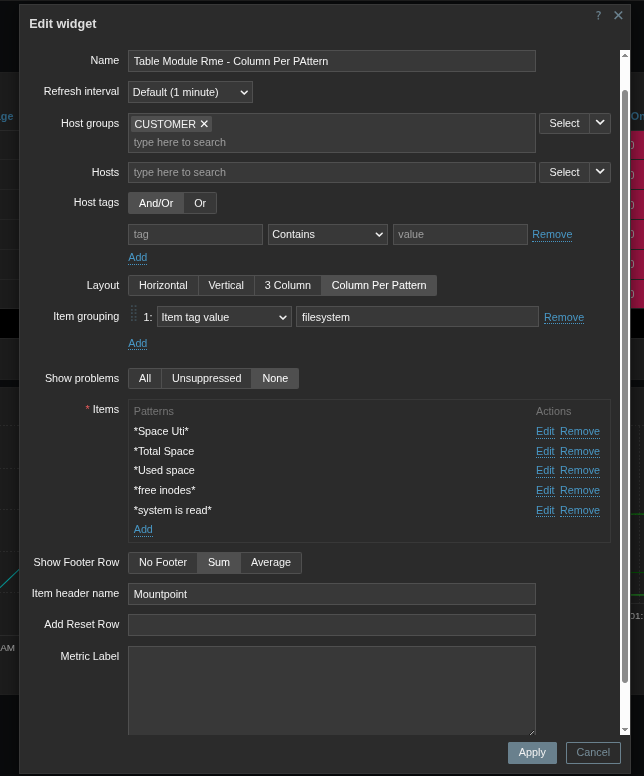 Edit widget
?
Name
Table Module Rme - Column Per PAttern
Refresh interval
Default (1 minute)
Host groups
CUSTOMER
type here to search
Select
Hosts
type here to search
Select
Host tags
And/Or Or
tag
Contains
value
Remove
Add
Layout
Horizontal Vertical 3 Column Column Per Pattern
Item grouping
1:
Item tag value
filesystem
Remove
Add
Show problems
All Unsuppressed None
* Items
Patterns Actions
*Space Uti* Edit Remove
*Total Space Edit Remove
*Used space Edit Remove
*free inodes* Edit Remove
*system is read* Edit Remove
Add
Show Footer Row
No Footer Sum Average
Item header name
Mountpoint
Add Reset Row
Metric Label
AM
01:
Apply
Cancel